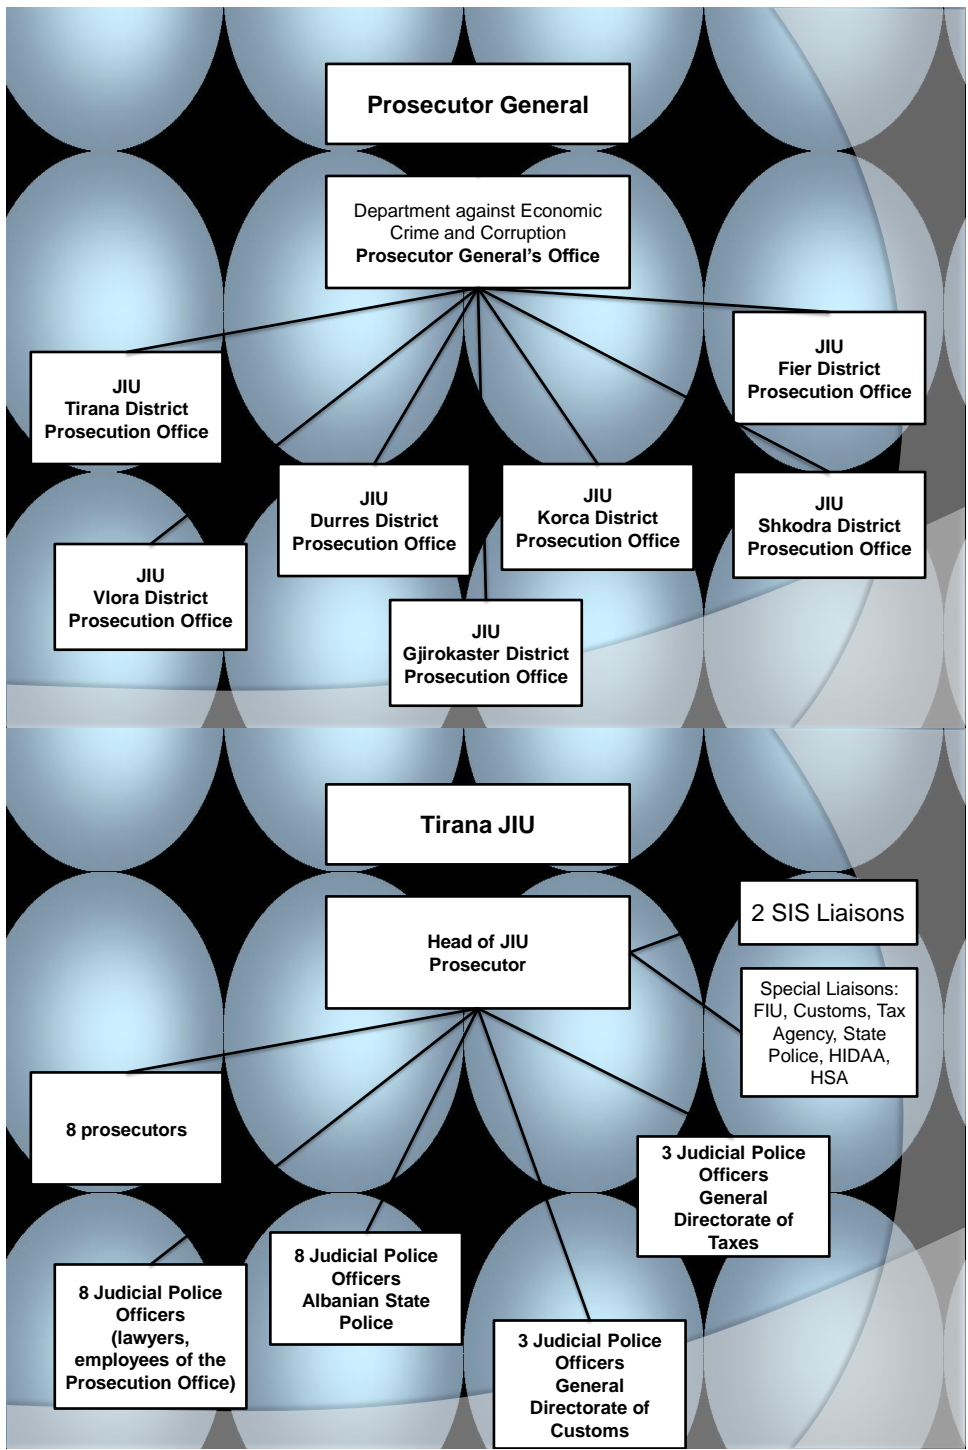 Prosecutor General
Department against Economic
Crime and Corruption
Prosecutor General's Office
JIU
Fier District
Prosecution Office
JIU
Tirana District
Prosecution Office
JIU
Durres District
Prosecution Office
JIU
Korca District
Prosecution Office
JIU
Shkodra District
Prosecution Office
JIU
Vlora District
Prosecution Office
JIU
Gjirokaster District
Prosecution Office
Tirana JIU
2 SIS Liaisons
Head of JIU
Prosecutor
Special Liaisons:
FIU, Customs, Tax
Agency, State
Police, HIDAA,
HSA
8 prosecutors
3 Judicial Police
Officers
General
Directorate of
Taxes
8 Judicial Police
Officers
Albanian State
Police
8 Judicial Police
Officers
(lawyers,
employees of the
Prosecution Office)
3 Judicial Police
Officers
General
Directorate of
Customs